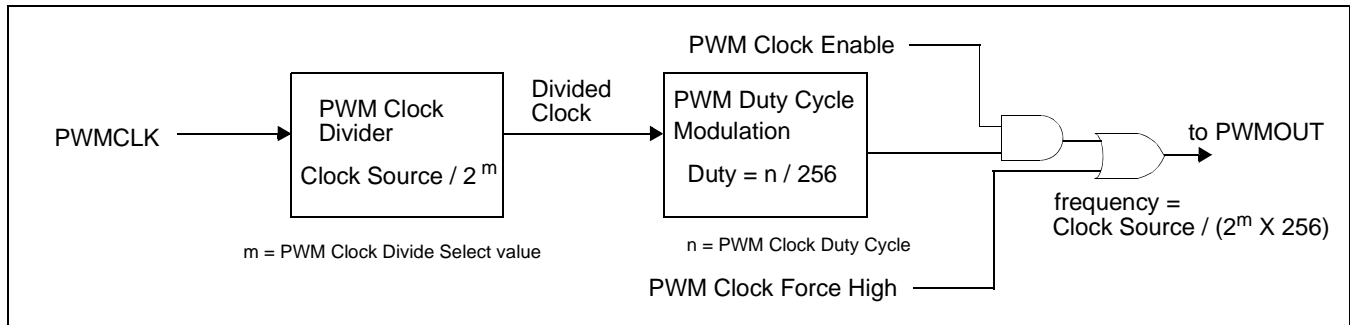 PWM Clock Enable
PWMCLK
PWM Clock
Divider
Clock Source / 2 m
Divided
Clock
PWM Duty Cycle
Modulation
Duty = n / 256
to PWMOUT
frequency =
Clock Source / (2m X 256)
m = PWM Clock Divide Select value
n = PWM Clock Duty Cycle
PWM Clock Force High